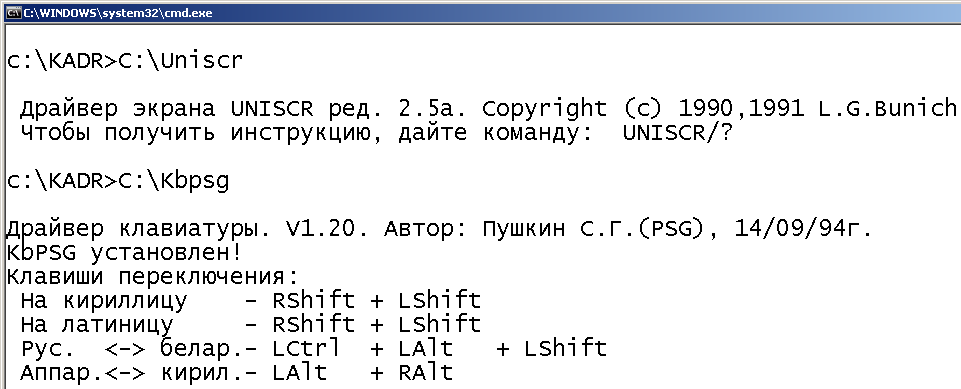 C:\WINDOWS\system32\cmd.exe
c:\KADR>C:\Uniscr
Драйвер экрана UNISCR ред. 2.5a. Copyright (c) 1990,1991 L.G.Bunich
Чтобы получить инструкцию, дайте команду:  UNISCR/?
c:\KADR>C:\Kbpsg
Драйвер клавиатуры. V1.20. Автор: Пушкин С.Г.(PSG), 14/09/94г.
KbPSG установлен!
Клавиши переключения:
На кириллицу    - RShift + LShift
На латиницу     - RShift + LShift
Рус.  <-> белар.- LCtrl  + LAlt   + LShift
Аппар.<-> кирил.- LAlt   + RAlt